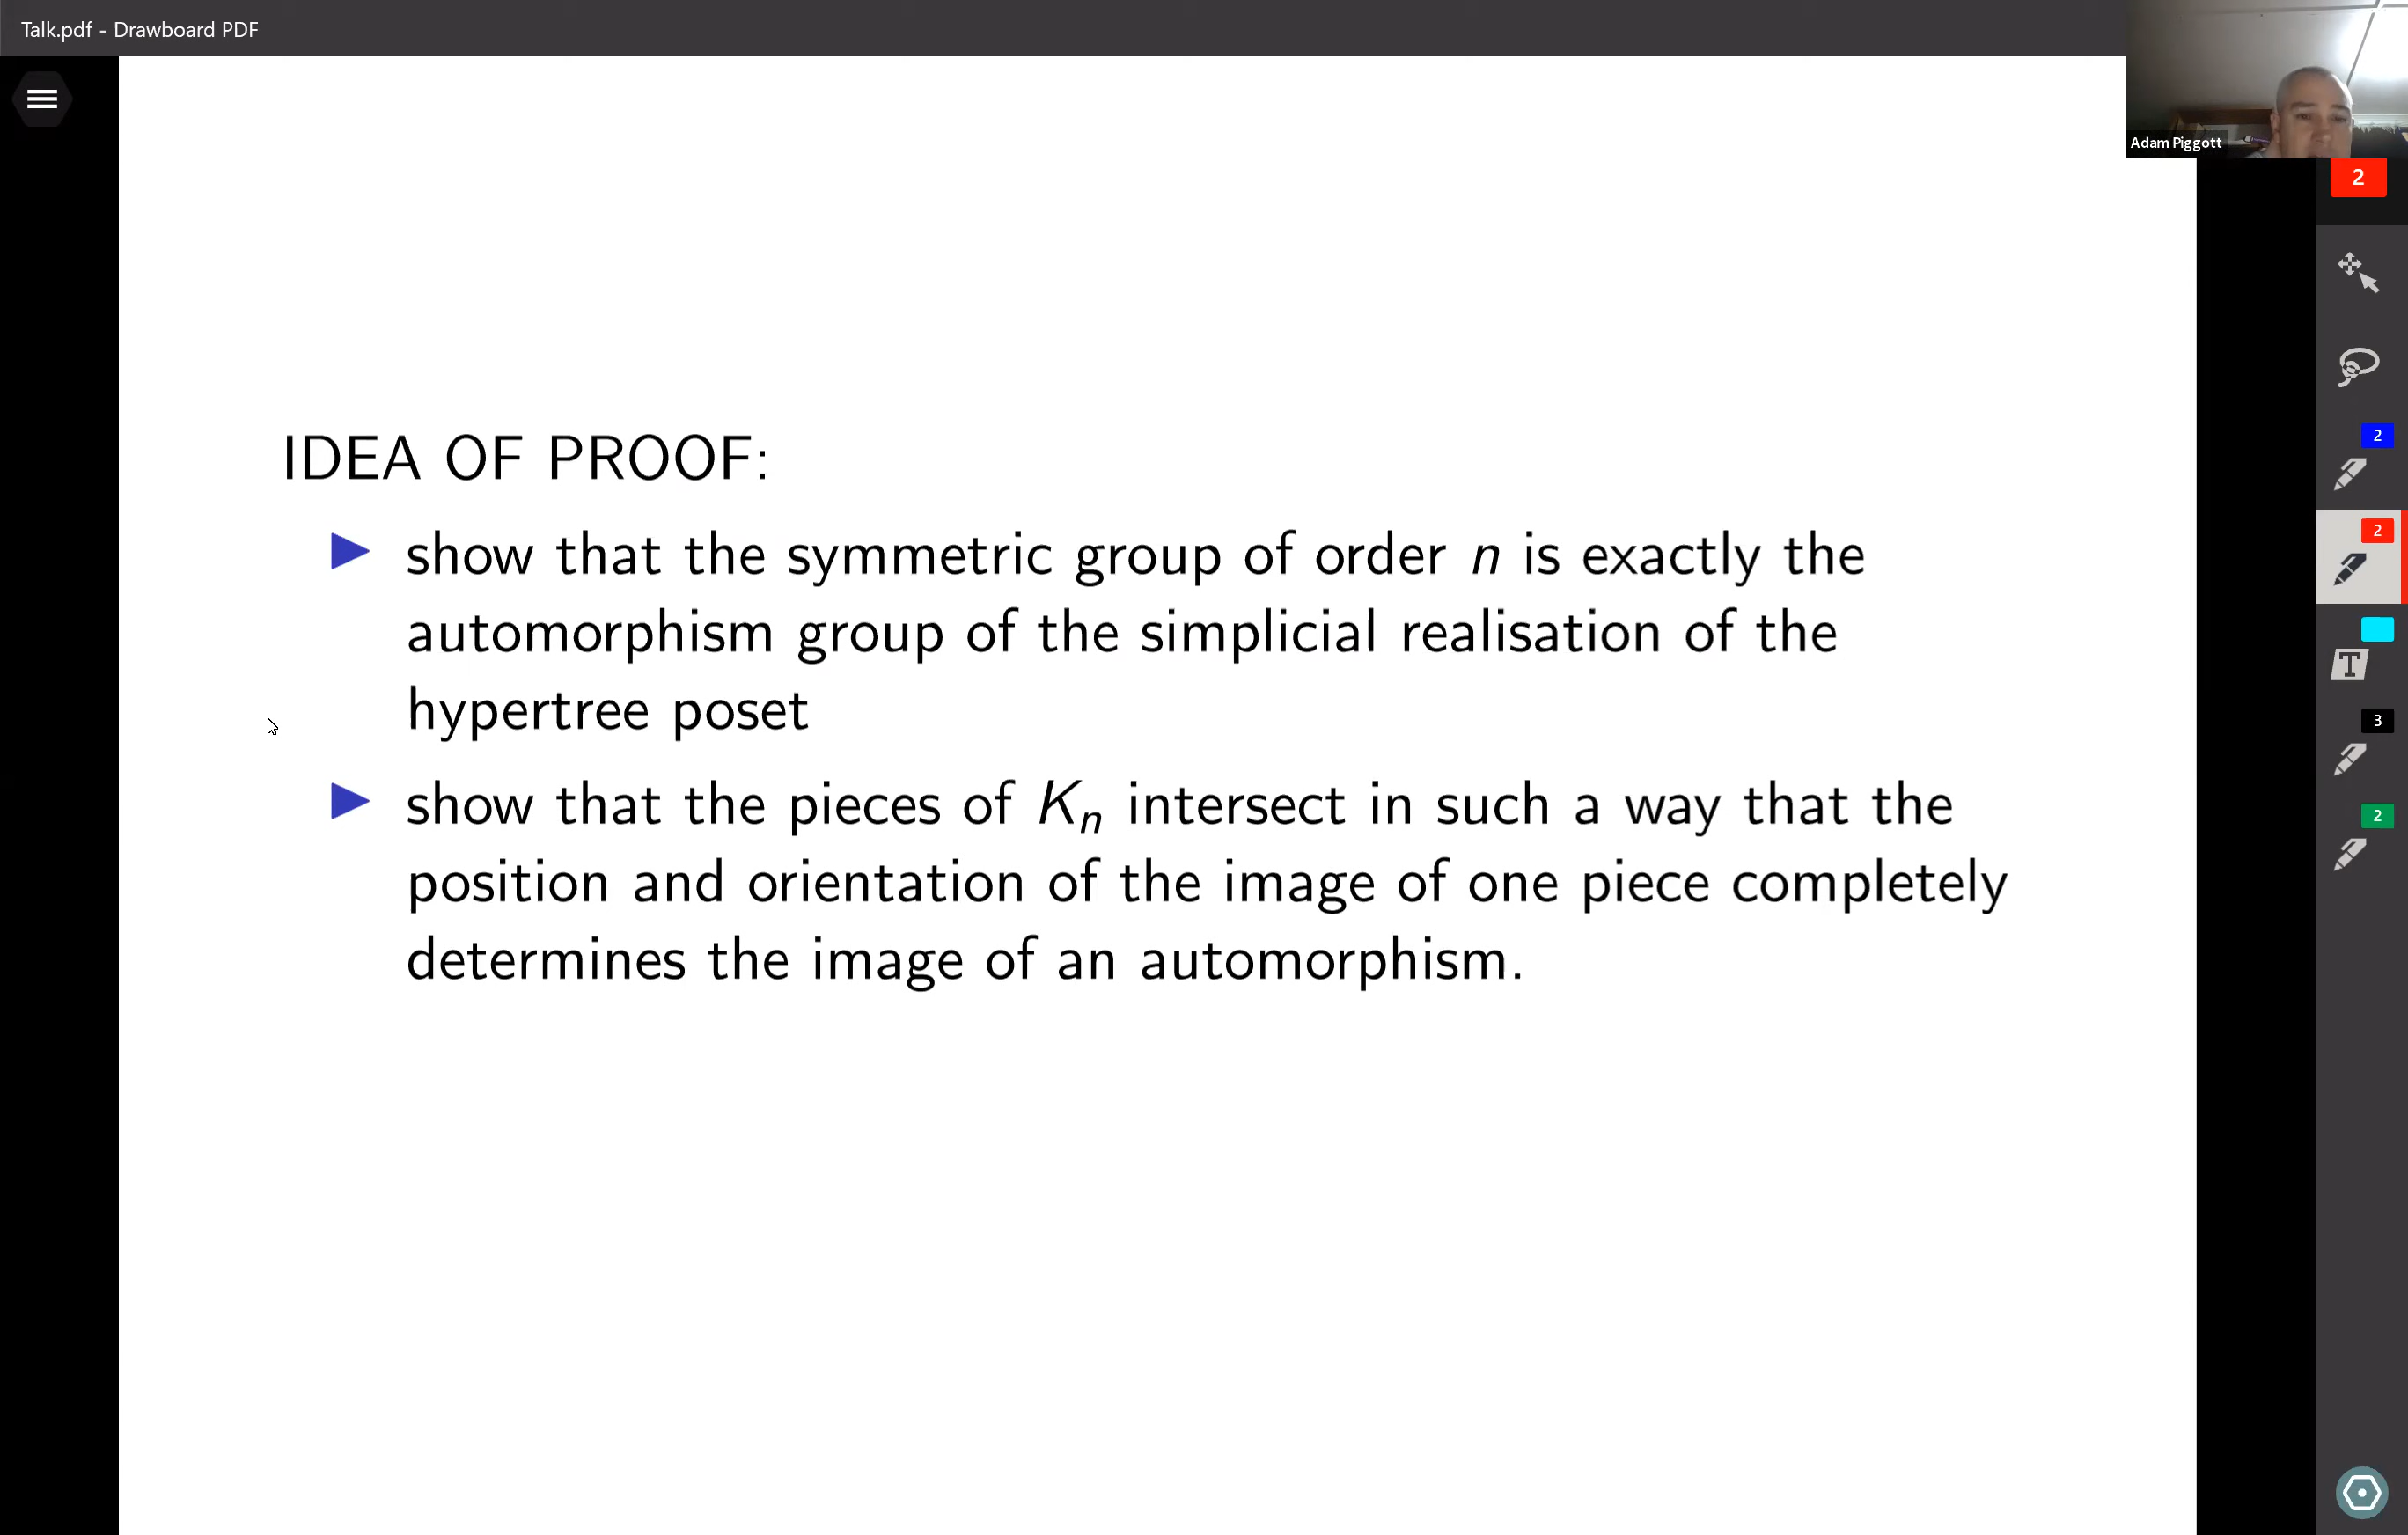 Talk.pdf - Drawboard PDF
Adam Piggott
2
IDEA OF PROOF:
show that the symmetric group of order n is exactly the
automorphism group of the simplicial realisation of the
hypertree poset
show that the pieces of Kn intersect in such a way that the
position and orientation of the image of one piece completely
determines the image of an automorphism.
2
2
T
3
2